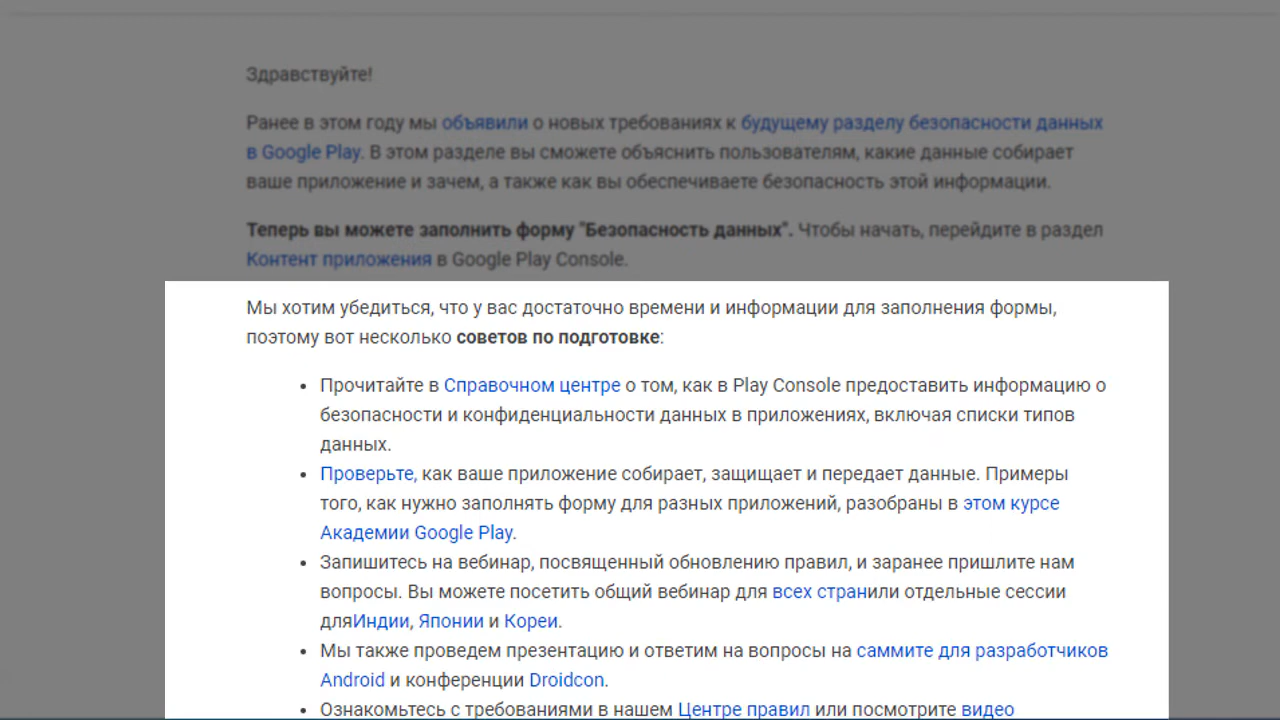 Здравствуйте!
Ранее в этом году мы объявили о новых требованиях к будущему разделу безопасности данных
в Google Play. В этом разделе вы сможете объяснить пользователям, какие данные собирает
ваше приложение и зачем, а также как вы обеспечиваете безопасность этой информации.
Теперь вы можете заполнить форму "Безопасность данных". Чтобы начать, перейдите в раздел
Контент приложения в Google Play Console.
Мы хотим убедиться, что у вас достаточно времени и информации для заполнения формы,
поэтому вот несколько советов по подготовке:
• Прочитайте в Справочном центре о том, как в Play Console предоставить информацию о
безопасности и конфиденциальности данных в приложениях, включая списки типов
данных.
• Проверьте, как ваше приложение собирает, защищает и передает данные. Примеры
того, как нужно заполнять форму для разных приложений, разобраны в этом курсе
Академии Google Play.
• Запишитесь на вебинар, посвященный обновлению правил, и заранее пришлите нам
вопросы. Вы можете посетить общий вебинар для всех странили отдельные сессии
дляИндии, Японии и Кореи.
• Мы также проведем презентацию и ответим на вопросы на саммите для разработчиков
Android и конференции Droidcon.
• Ознакомьтесь с требованиями в нашем Центре правил или посмотрите видео